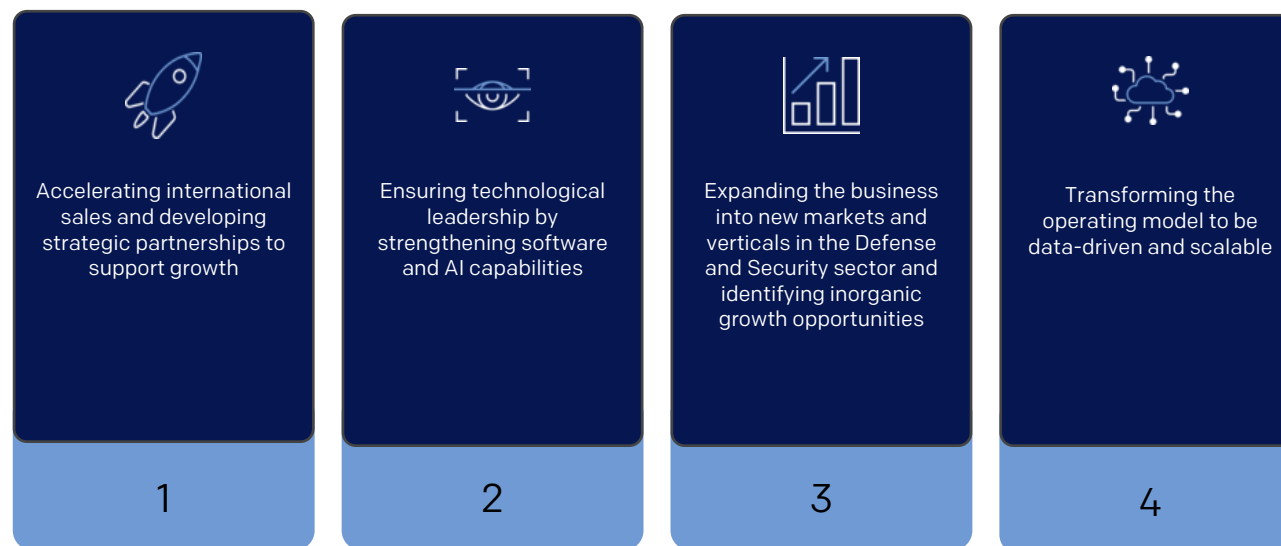 Accelerating international
sales and developing
strategic partnerships to
support growth
1
Ensuring technological
leadership by
strengthening software
and AI capabilities
2
Expanding the business
into new markets and
verticals in the Defense
and Security sector and
identifying inorganic
growth opportunities
3
Transforming the
operating model to be
data-driven and scalable
4